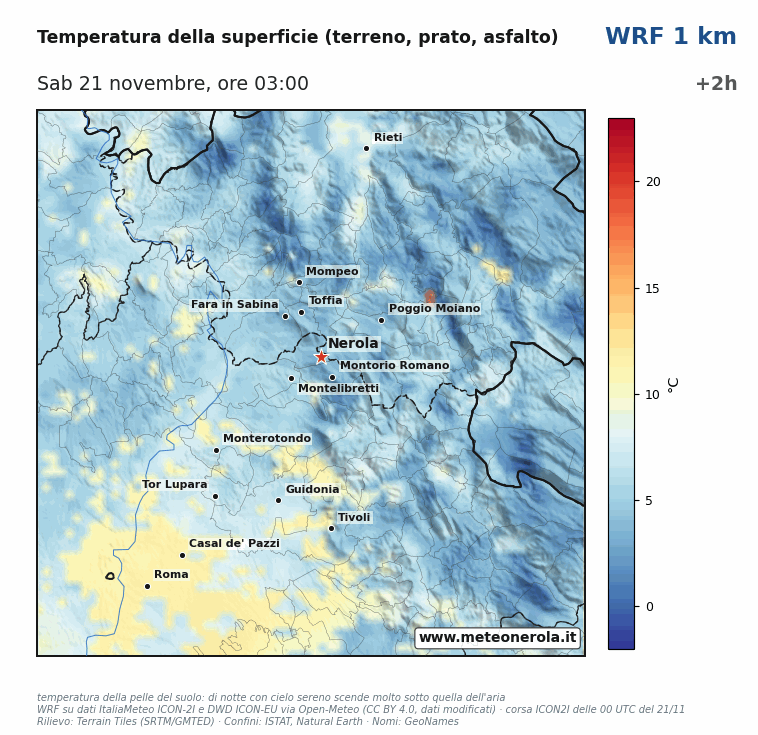 Temperatura della superficie (terreno, prato, asfalto)
WRF 1 km
Sab 21 novembre, ore 03:00
+2h
Rieti
Mompeo
Toffia
Fara in Sabina
Poggio Moiano
Nerola
Montorio Romano
Montelibretti
Monterotondo
Tor Lupara
Guidonia
Tivoli
Casal de' Pazzi
Roma
www.meteonerola.it
20
15
10
5
0
°C
temperatura della pelle del suolo: di notte con cielo sereno scende molto sotto quella dell'aria
WRF su dati ItaliaMeteo ICON-2I e DWD ICON-EU via Open-Meteo (CC BY 4.0, dati modificati) · corsa ICON2I delle 00 UTC del 21/11
Rilievo: Terrain Tiles (SRTM/GMTED) · Confini: ISTAT, Natural Earth · Nomi: GeoNames